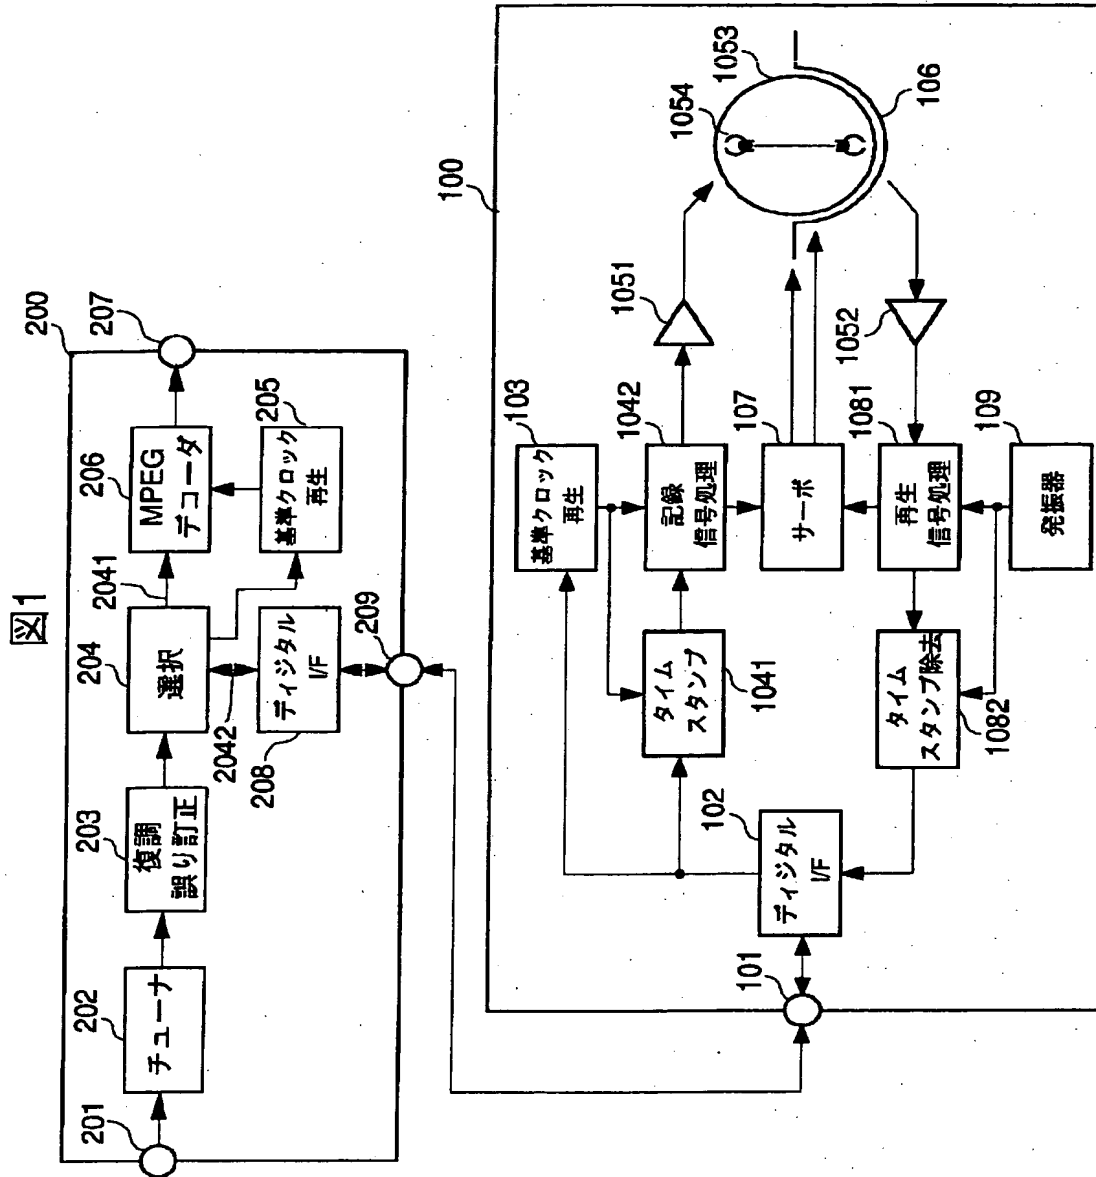 図1
200
201
202
チューナ
203
復調
誤り訂正
204
選択
2041
206
MPEG
デコーダ
207
205
基準クロック
再生
2042
208
ディジタル
I/F
209
100
101
102
ディジタル
I/F
103
基準クロック
再生
1041
タイム
スタンプ
1042
記録
信号処理
1051
1054
1053
106
107
サーボ
1052
1081
再生
信号処理
1082
タイム
スタンプ除去
109
発振器